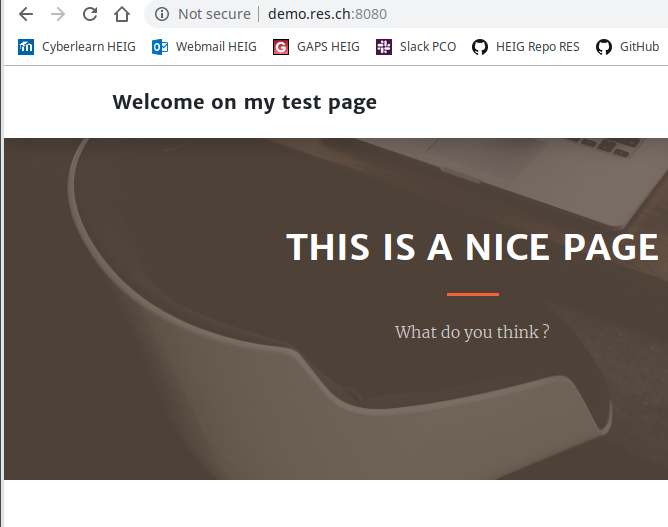 Not secure | demo.res.ch:8080
Cyberlearn HEIG Webmail HEIG G GAPS HEIG Slack PCO HEIG Repo RES GitHub
Welcome on my test page
THIS IS A NICE PAGE
What do you think ?